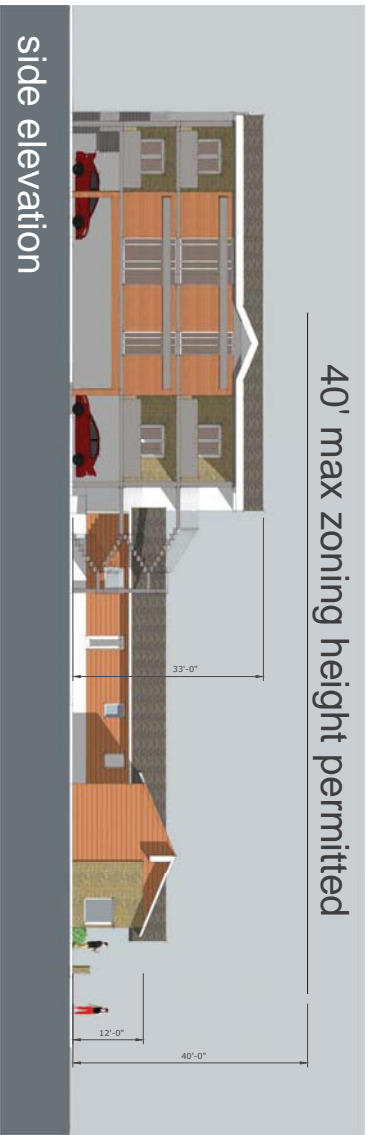 40' max zoning height permitted
33'-0"
12'-0"
40'-0"
side elevation